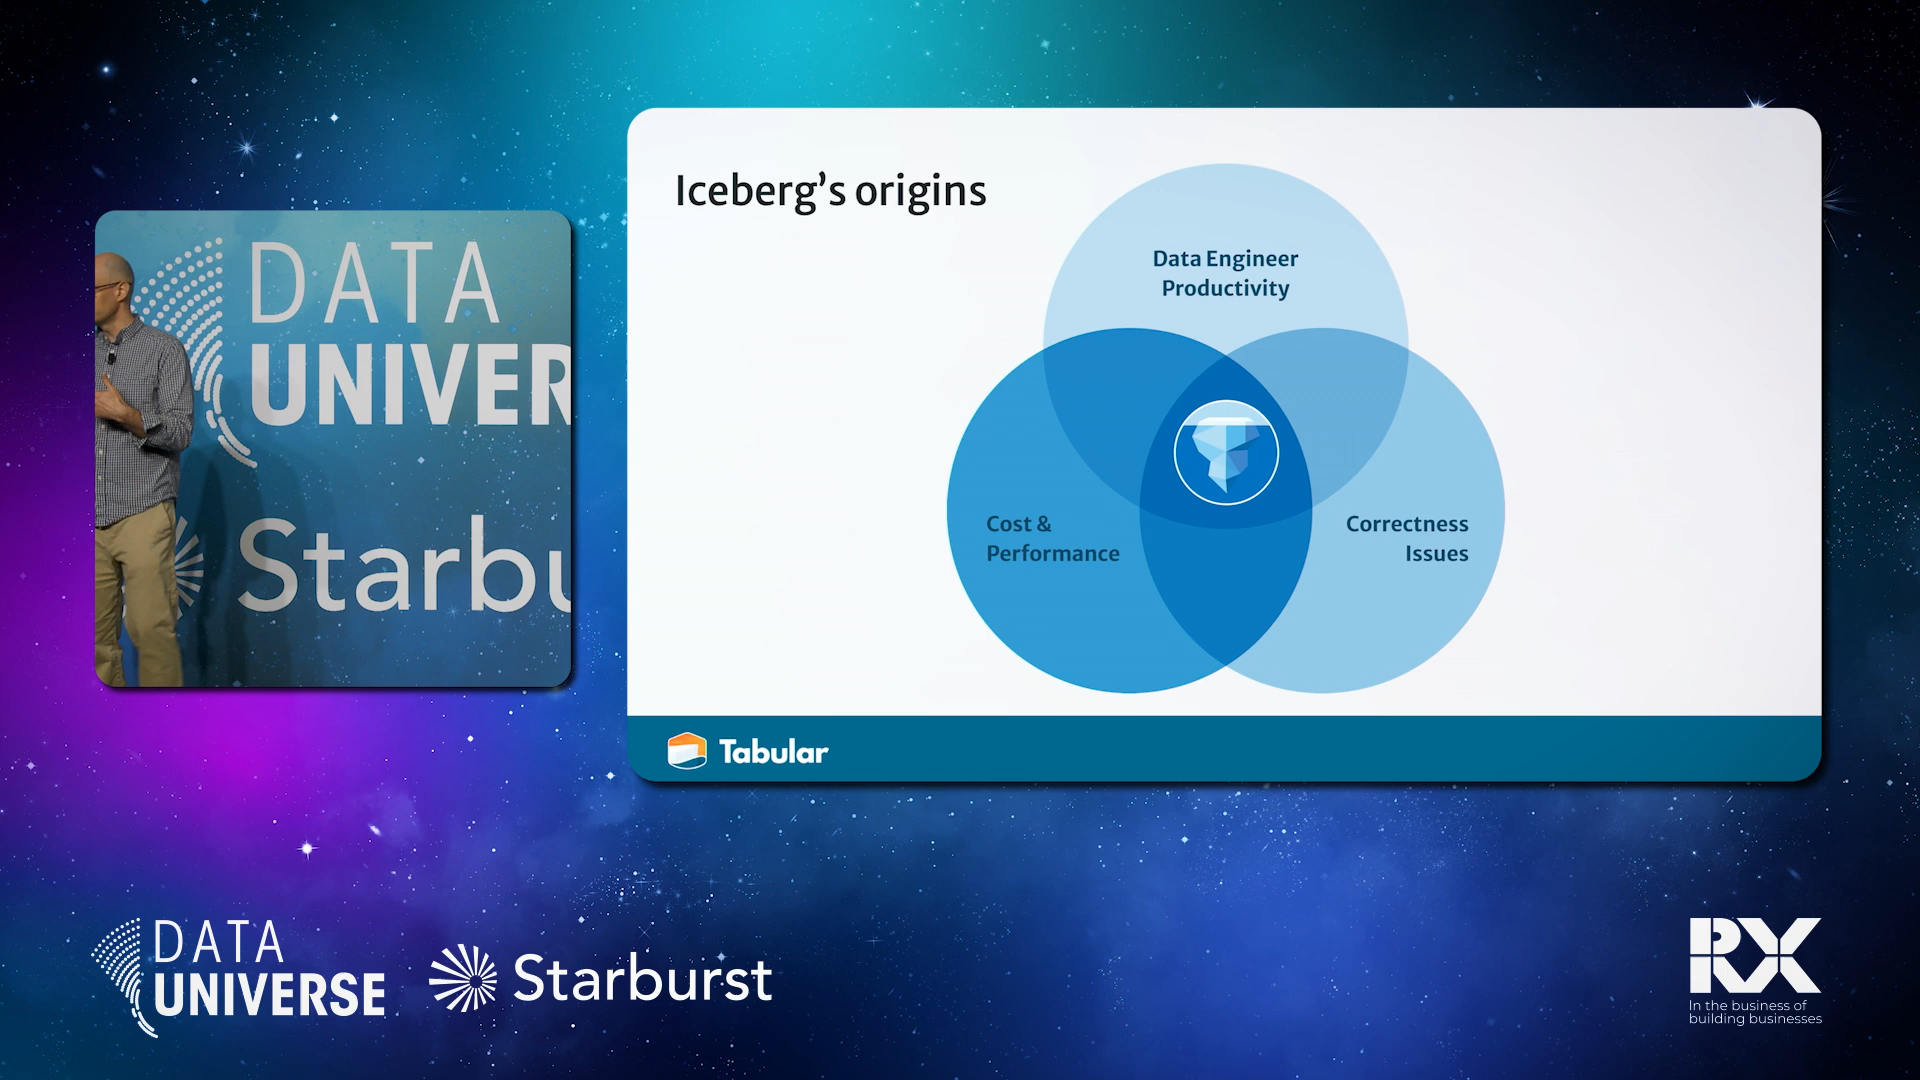 DATA
UNIVER
Starbu
Iceberg’s origins
Data Engineer
Productivity
Cost &
Performance
Correctness
Issues
Tabular
DATA
UNIVERSE
Starburst
RX
In the business of
building businesses